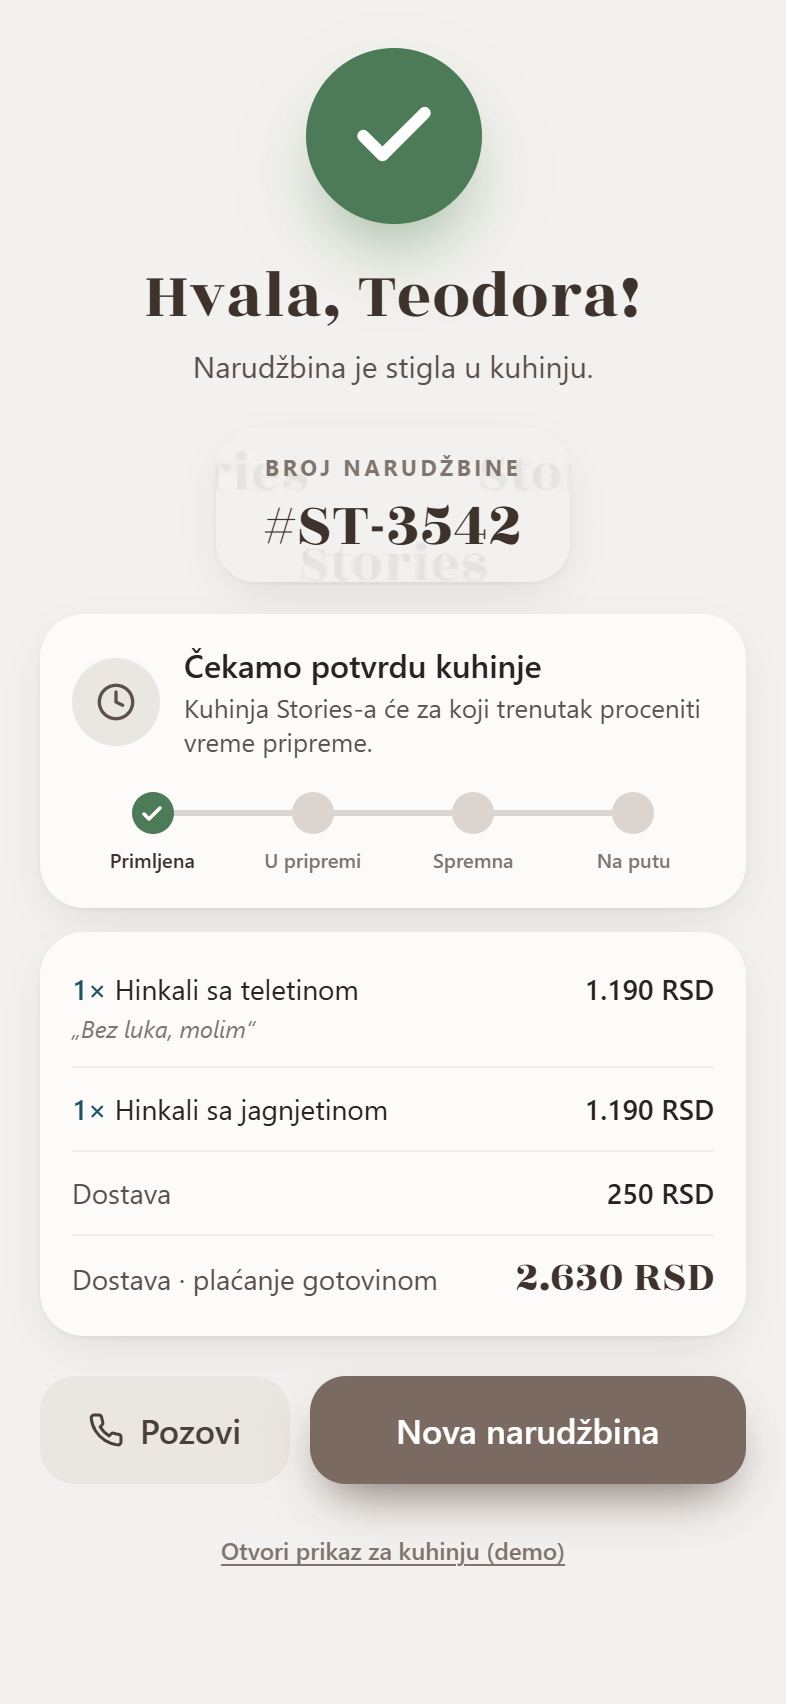 Hvala, Teodora!
Narudžbina je stigla u kuhinju.
BROJ NARUDŽBINE
ries Stor
#ST-3542
Stories
Čekamo potvrdu kuhinje
Kuhinja Stories-a će za koji trenutak proceniti
vreme pripreme.
Primljena U pripremi Spremna Na putu
1× Hinkali sa teletinom 1.190 RSD
„Bez luka, molim“
1× Hinkali sa jagnjetinom 1.190 RSD
Dostava 250 RSD
Dostava · plaćanje gotovinom 2.630 RSD
Pozovi Nova narudžbina
Otvori prikaz za kuhinju (demo)